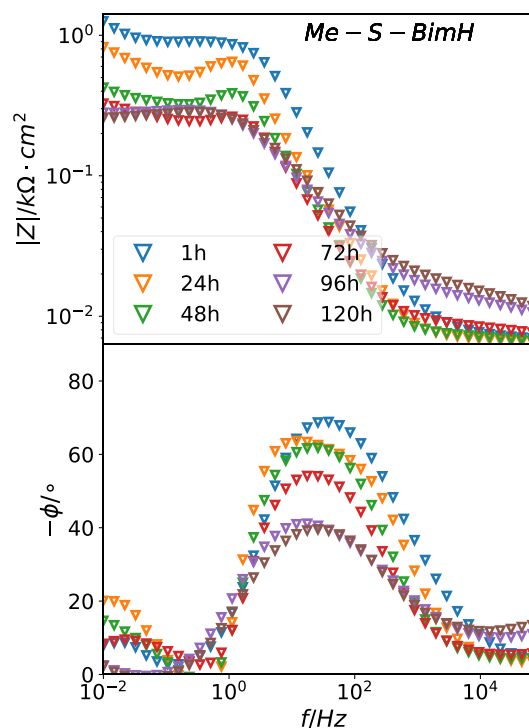 Me − S − BimH
10⁰
10⁻¹
10⁻²
|Z|/kΩ · cm²
1h
24h
48h
72h
96h
120h
80
60
40
20
0
−ϕ/°
10⁻² 10⁰ 10² 10⁴
f/Hz